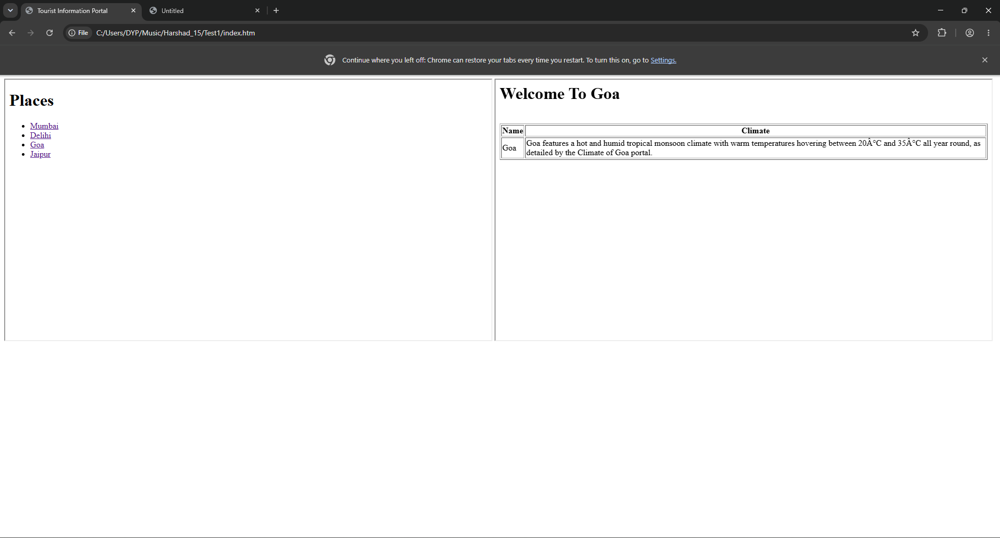 Tourist Information Portal
Untitled
File
C:/Users/DYP/Music/Harshad_15/Test1/index.htm
Continue where you left off: Chrome can restore your tabs every time you restart. To turn this on, go to Settings.
Places
Mumbai
Delihi
Goa
Jaipur
Welcome To Goa
Name Climate
Goa Goa features a hot and humid tropical monsoon climate with warm temperatures hovering between 20Â°C and 35Â°C all year round, as
detailed by the Climate of Goa portal.